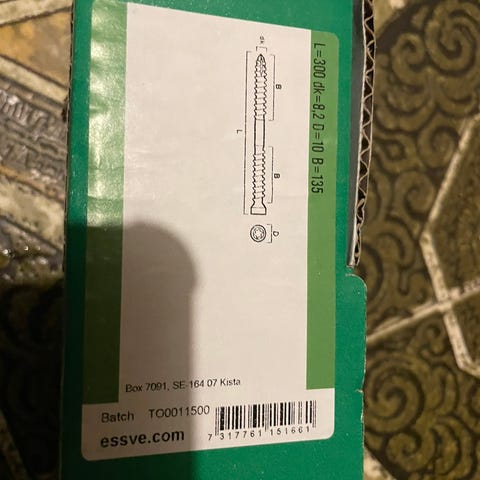 L=300 dk=8,2 D=10 B=135
dk
B
L
B
D
Box 7091, SE-164 07 Kista
Batch TO0011500
essve.com
7 317761 151661